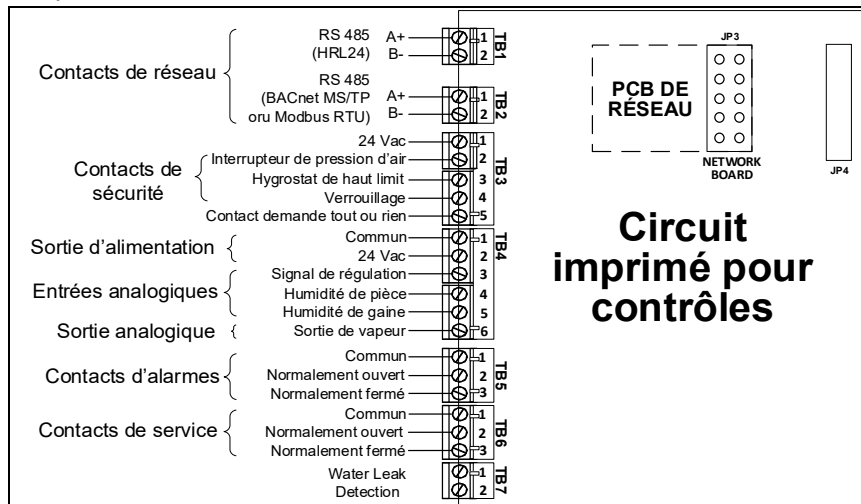 RS 485 A+ 1 TB1
(HRL24) B- 2
Contacts de réseau
RS 485
(BACnet MS/TP A+ 1 TB2
oru Modbus RTU) B- 2
24 Vac 1 TB3
Interrupteur de pression d'air 2
Contacts de
sécurité
Hygrostat de haut limit 3
Verrouillage 4
Contact demande tout ou rien 5
Sortie d'alimentation
Commun 1 TB4
24 Vac 2
Entrées analogiques
Signal de régulation 3
Humidité de pièce 4
Humidité de gaine 5
Sortie analogique
Sortie de vapeur 6
Contacts d'alarmes
Commun 1 TB5
Normalement ouvert 2
Normalement fermé 3
Contacts de service
Commun 1 TB6
Normalement ouvert 2
Normalement fermé 3
Water Leak 1 TB7
Detection 2
JP3
PCB DE
RÉSEAU
NETWORK
BOARD
JP4
Circuit
imprimé pour
contrôles